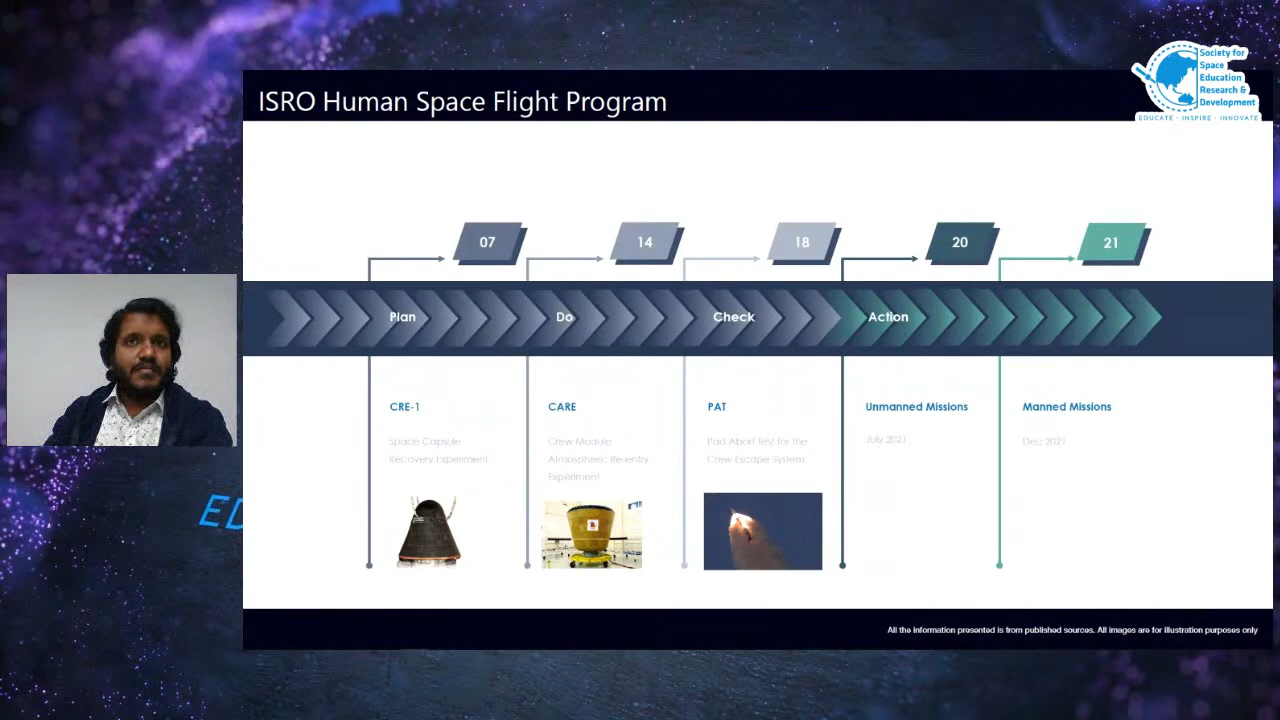 ISRO Human Space Flight Program
Society for
Space
Education
Research &
Development
EDUCATE - INSPIRE - INNOVATE
07
14
18
20
21
Plan
Do
Check
Action
CRE-1
Space Capsule
Recovery Experiment
CARE
Crew Module
Atmospheric Re-entry
Experiment
PAT
Pad Abort Test for the
Crew Escape System
Unmanned Missions
July 2021
Manned Missions
Dec 2021
ED
All the information presented is from published sources. All images are for illustration purposes only